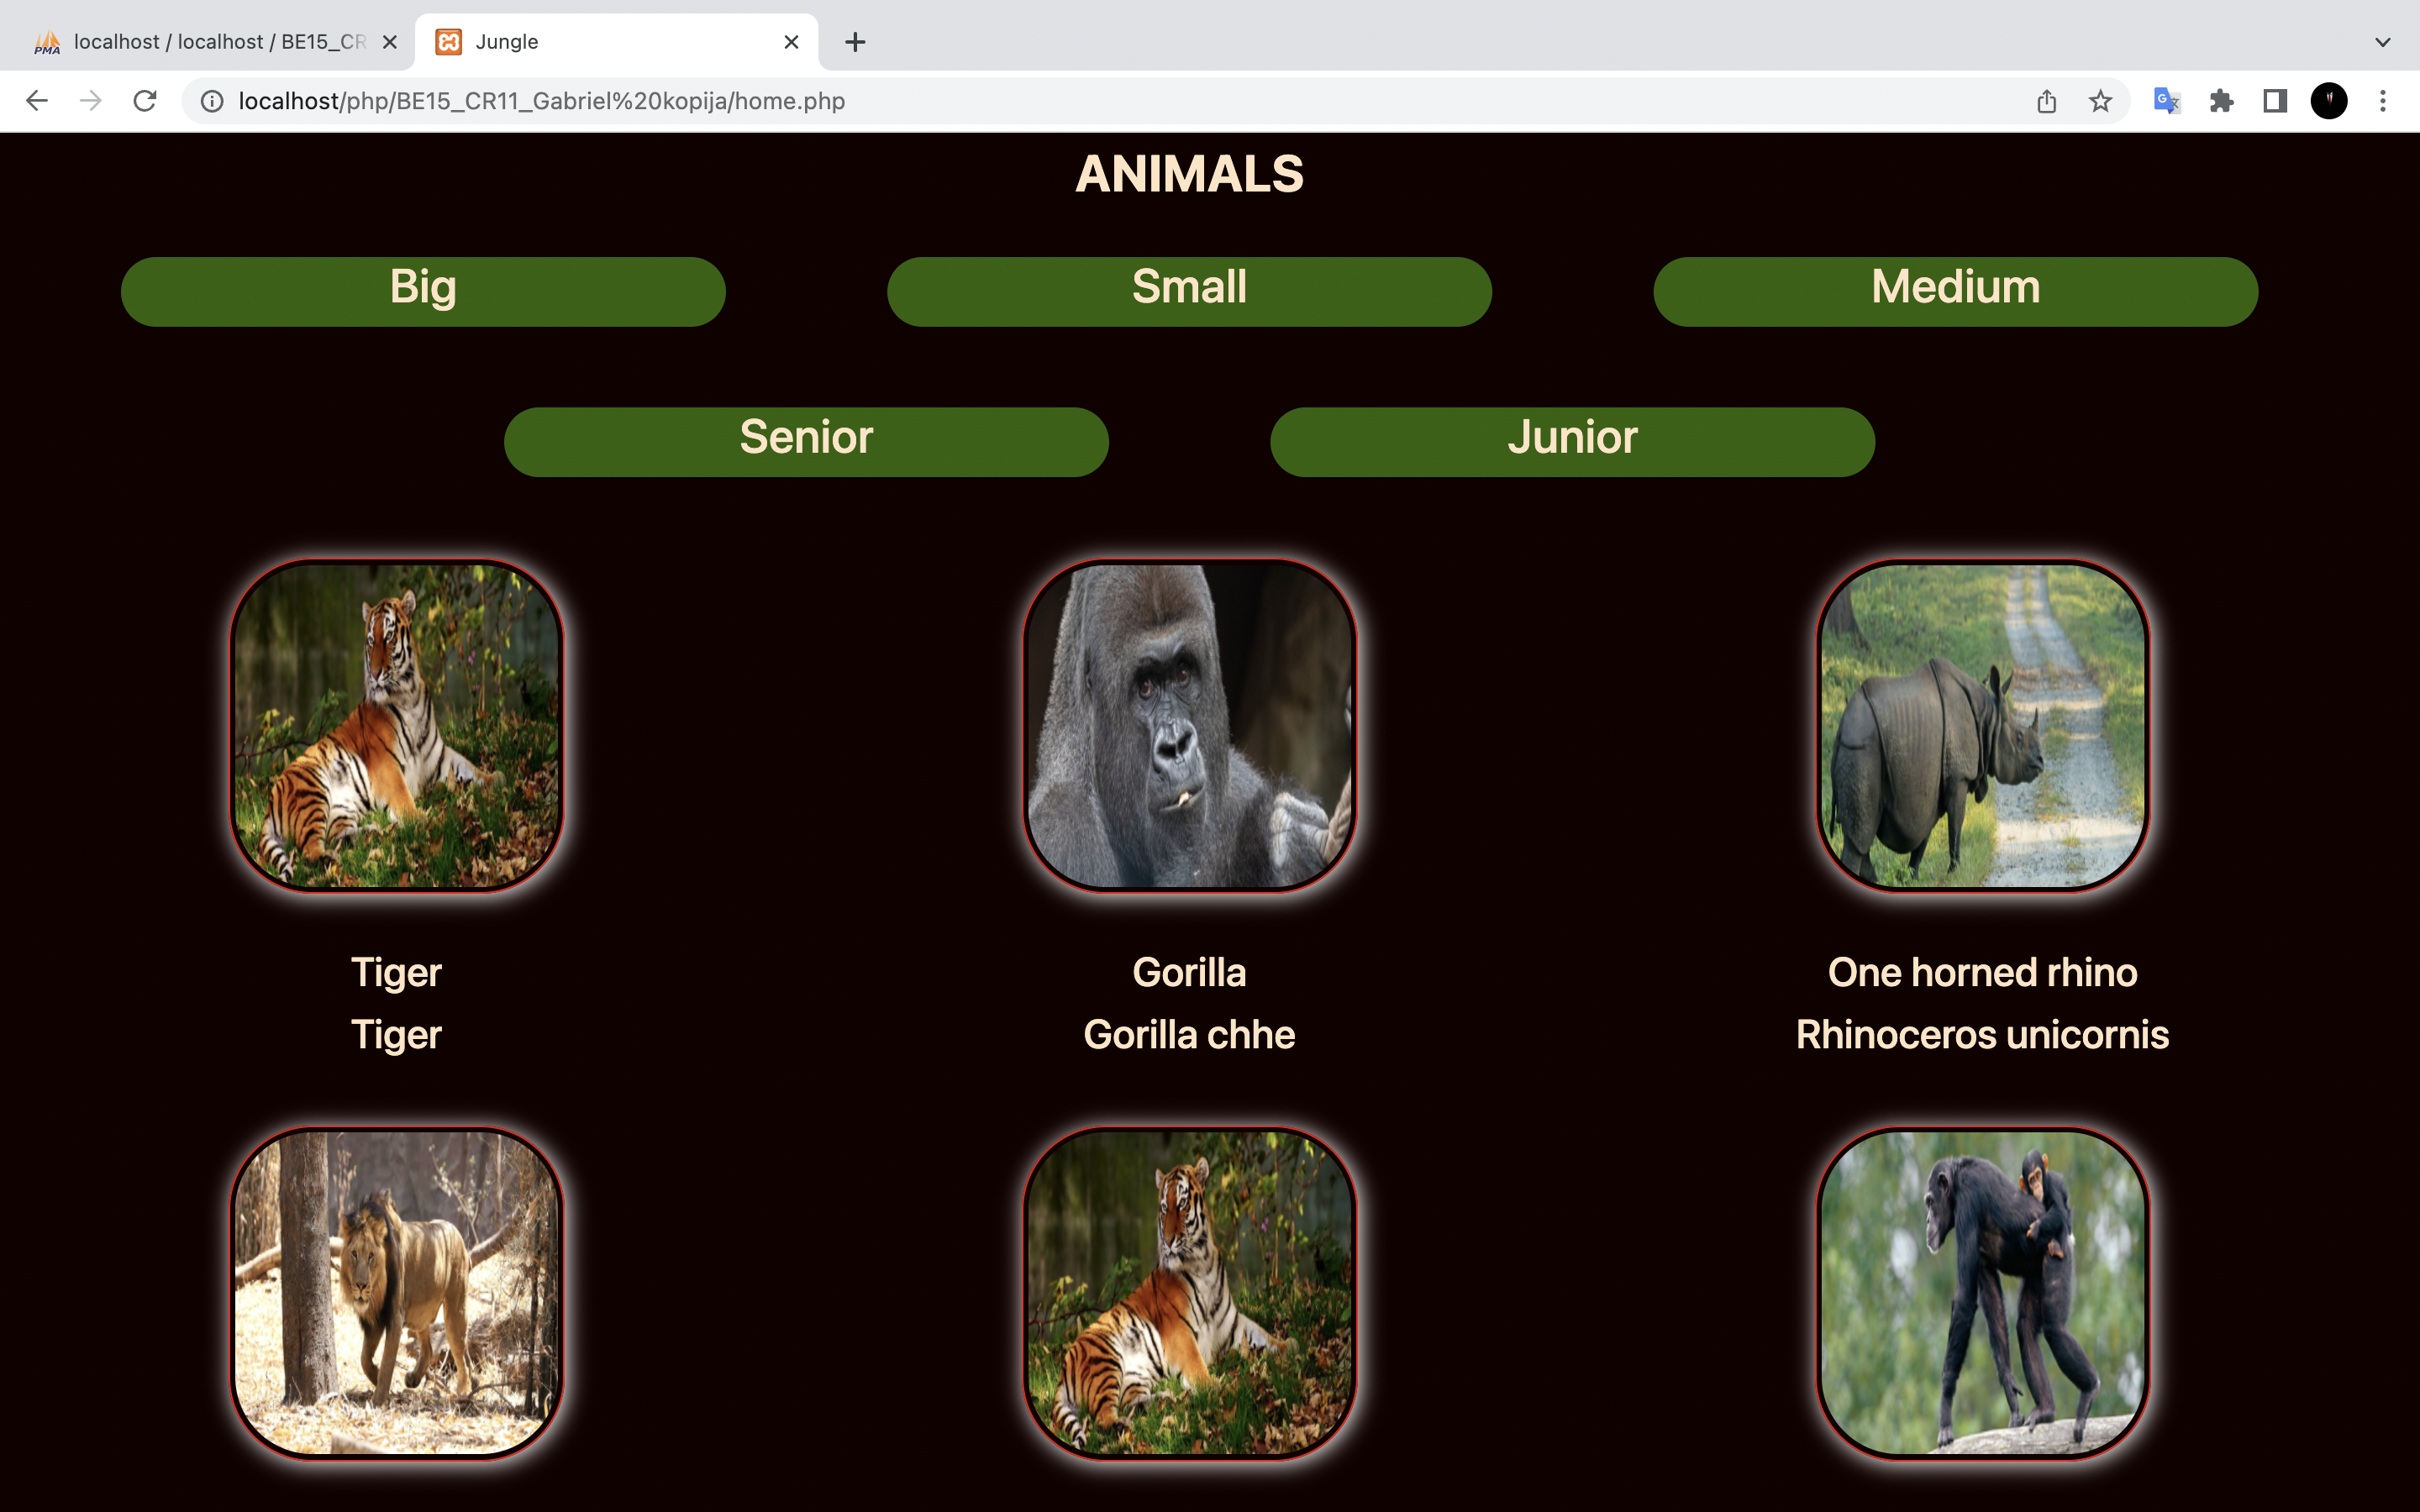 PMA
localhost / localhost / BE15_CR
Jungle
localhost/php/BE15_CR11_Gabriel%20kopija/home.php
ANIMALS
Big
Small
Medium
Senior
Junior
Tiger
Gorilla
One horned rhino
Tiger
Gorilla chhe
Rhinoceros unicornis